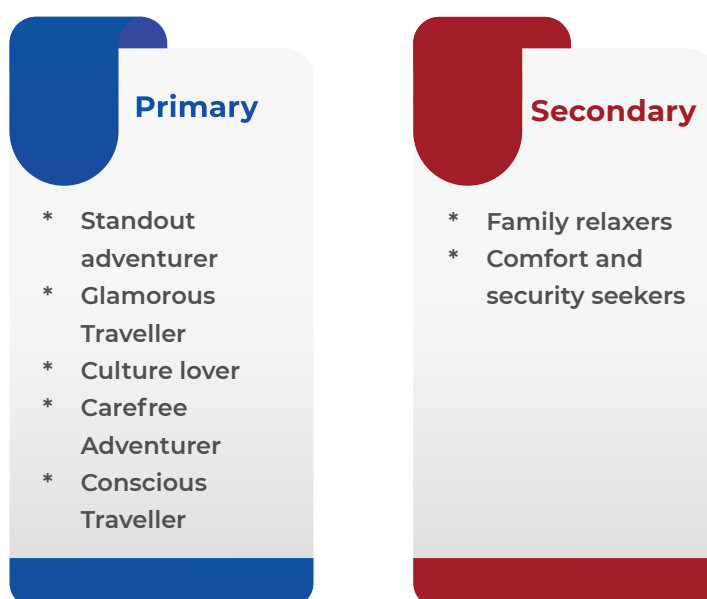 Primary
* Standout
adventurer
* Glamorous
Traveller
* Culture lover
* Carefree
Adventurer
* Conscious
Traveller
Secondary
* Family relaxers
* Comfort and
security seekers